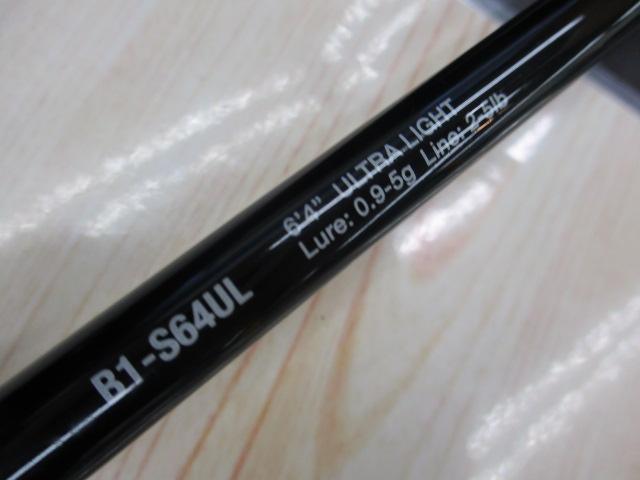 B1-S64UL
6'4" ULTRA LIGHT
Lure: 0.9-5g Line: 2-5lb